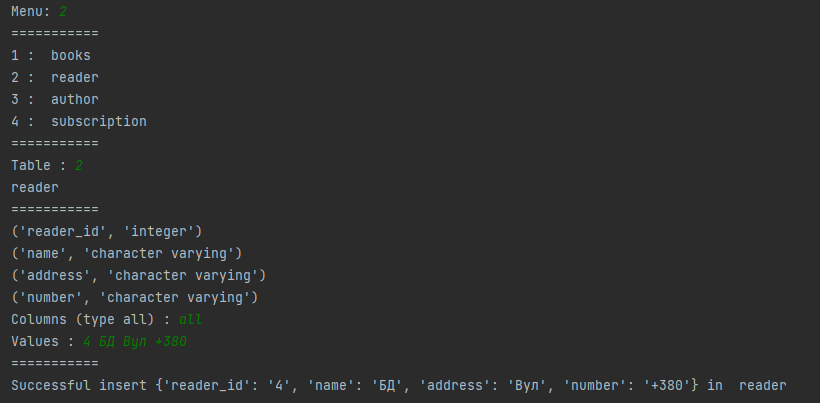 Menu: 2
===========
1 :  books
2 :  reader
3 :  author
4 :  subscription
===========
Table : 2
reader
===========
('reader_id', 'integer')
('name', 'character varying')
('address', 'character varying')
('number', 'character varying')
Columns (type all) : all
Values : 4 БД Вул +380
===========
Successful insert {'reader_id': '4', 'name': 'БД', 'address': 'Вул', 'number': '+380'} in  reader